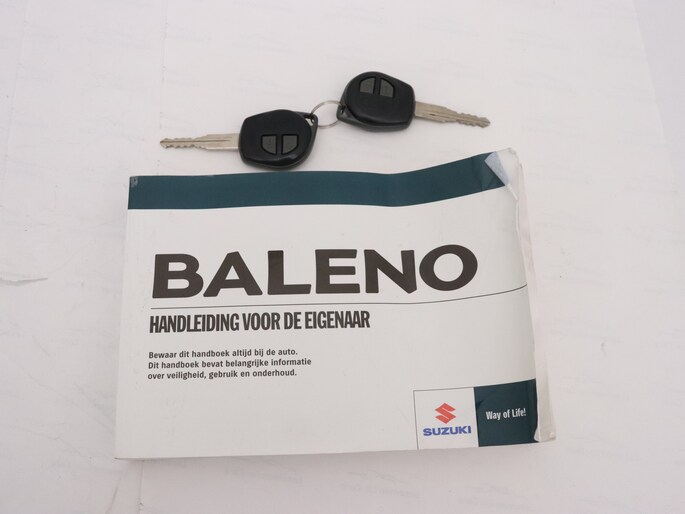 BALENO
HANDLEIDING VOOR DE EIGENAAR
Bewaar dit handboek altijd bij de auto.
Dit handboek bevat belangrijke informatie
over veiligheid, gebruik en onderhoud.
SUZUKI
Way of Life!